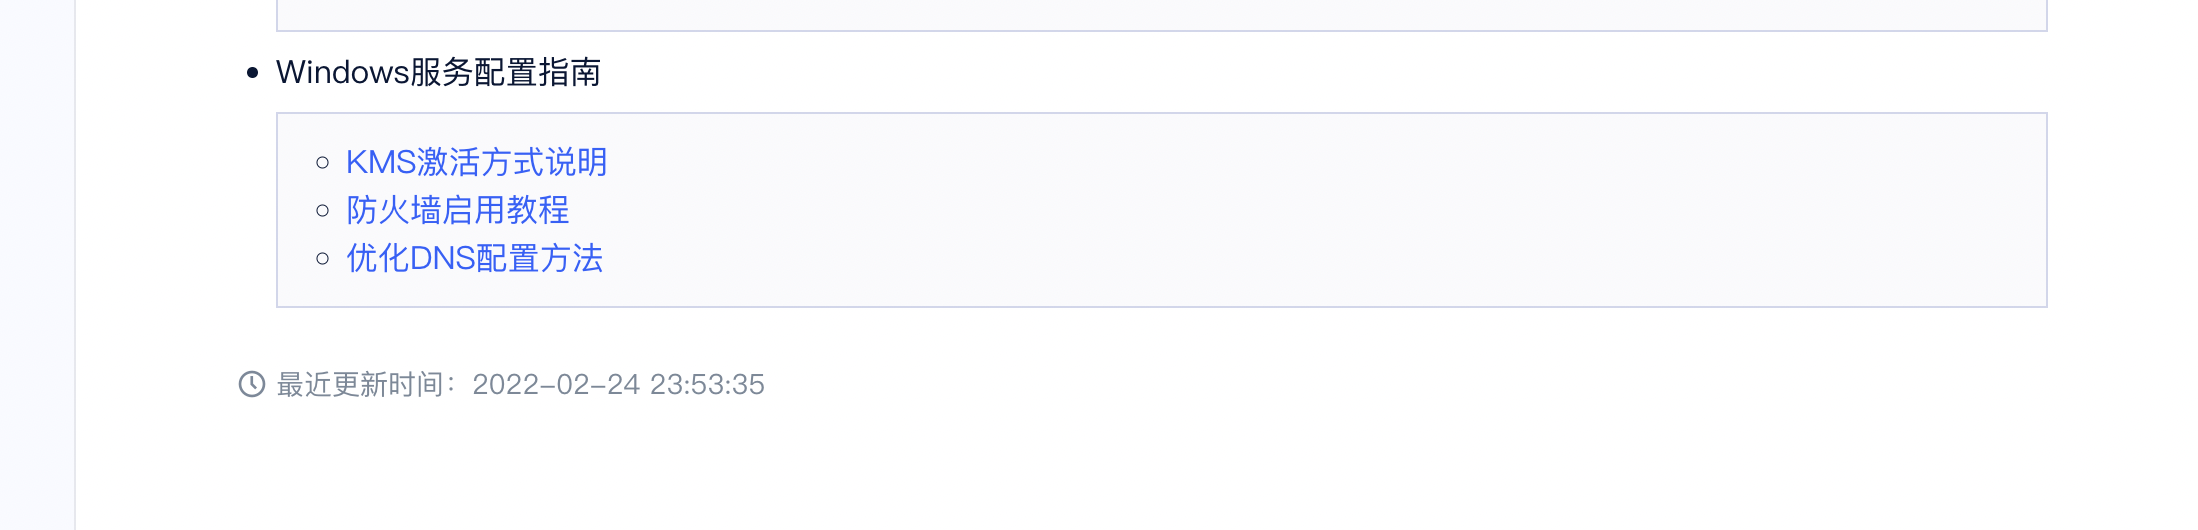 Windows服务配置指南
KMS激活方式说明
防火墙启用教程
优化DNS配置方法
最近更新时间：2022-02-24 23:53:35